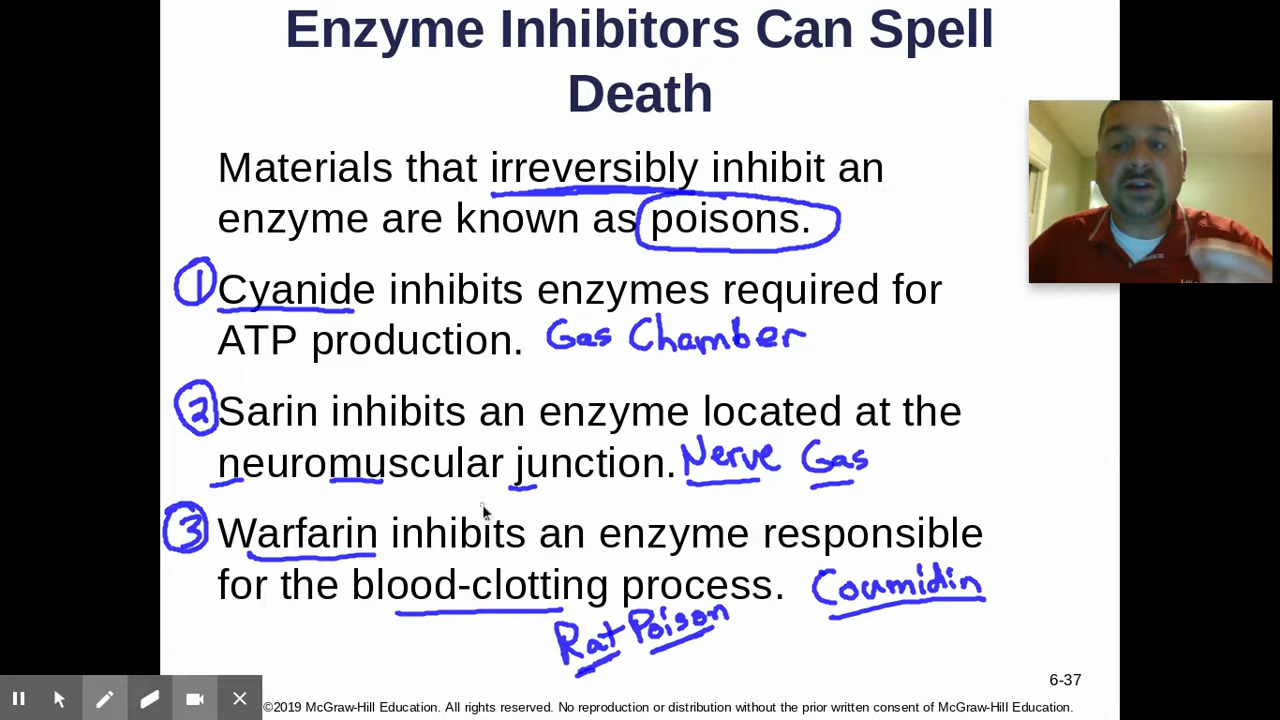 Enzyme Inhibitors Can Spell
Death
Materials that irreversibly inhibit an
enzyme are known as poisons.
1 Cyanide inhibits enzymes required for
ATP production. Gas Chamber
2 Sarin inhibits an enzyme located at the
neuromuscular junction. Nerve Gas
3 Warfarin inhibits an enzyme responsible
for the blood-clotting process. Coumidin
Rat Poison
6-37
©2019 McGraw-Hill Education. All rights reserved. No reproduction or distribution without the prior written consent of McGraw-Hill Education.